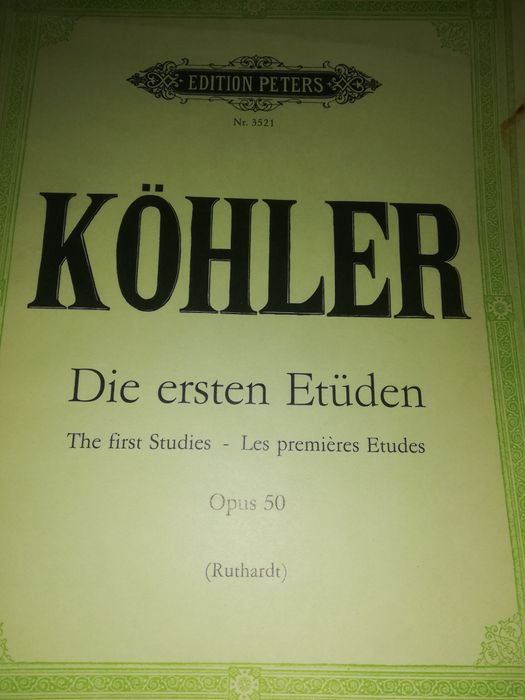 EDITION PETERS
Nr. 3521
KÖHLER
Die ersten Etüden
The first Studies - Les premières Etudes
Opus 50
(Ruthardt)